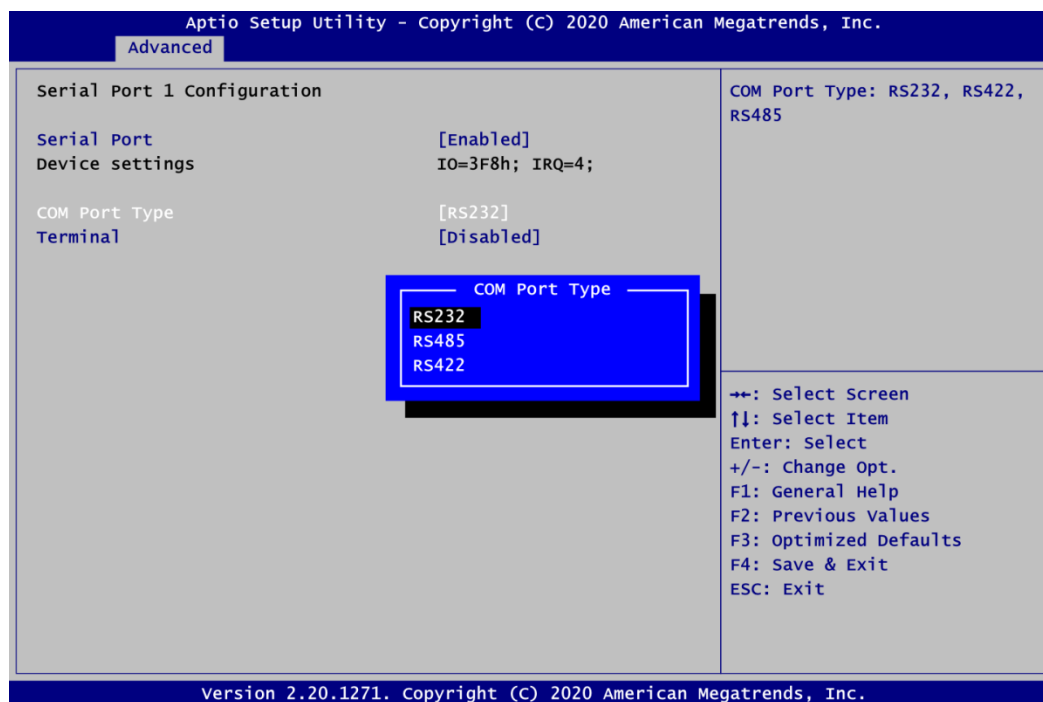 Aptio Setup Utility - Copyright (C) 2020 American Megatrends, Inc.
Advanced
Serial Port 1 Configuration
Serial Port [Enabled]
Device settings IO=3F8h; IRQ=4;
COM Port Type [RS232]
Terminal [Disabled]
COM Port Type
RS232
RS485
RS422
COM Port Type: RS232, RS422,
RS485
→←: Select Screen
↑↓: Select Item
Enter: Select
+/-: Change Opt.
F1: General Help
F2: Previous Values
F3: Optimized Defaults
F4: Save & Exit
ESC: Exit
Version 2.20.1271. Copyright (C) 2020 American Megatrends, Inc.